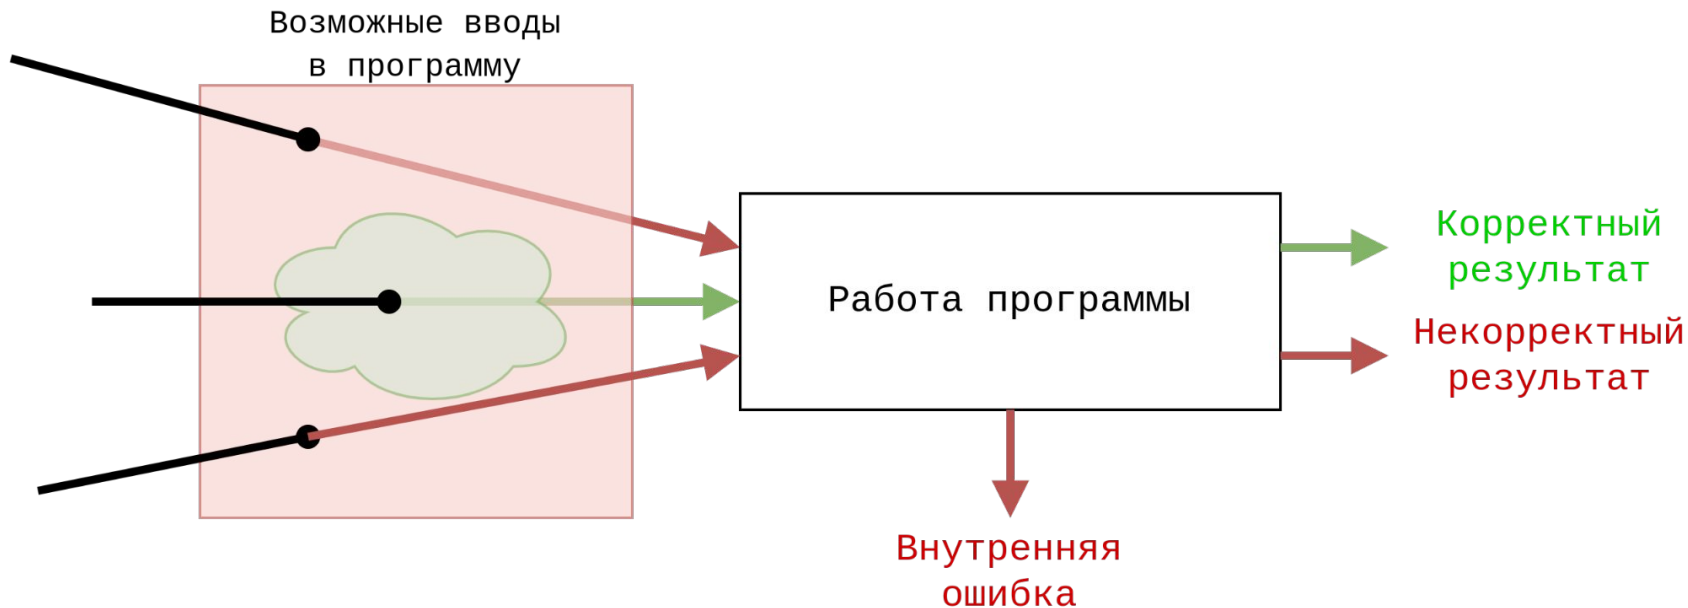 Возможные вводы
в программу
Работа программы
Корректный
результат
Некорректный
результат
Внутренняя
ошибка